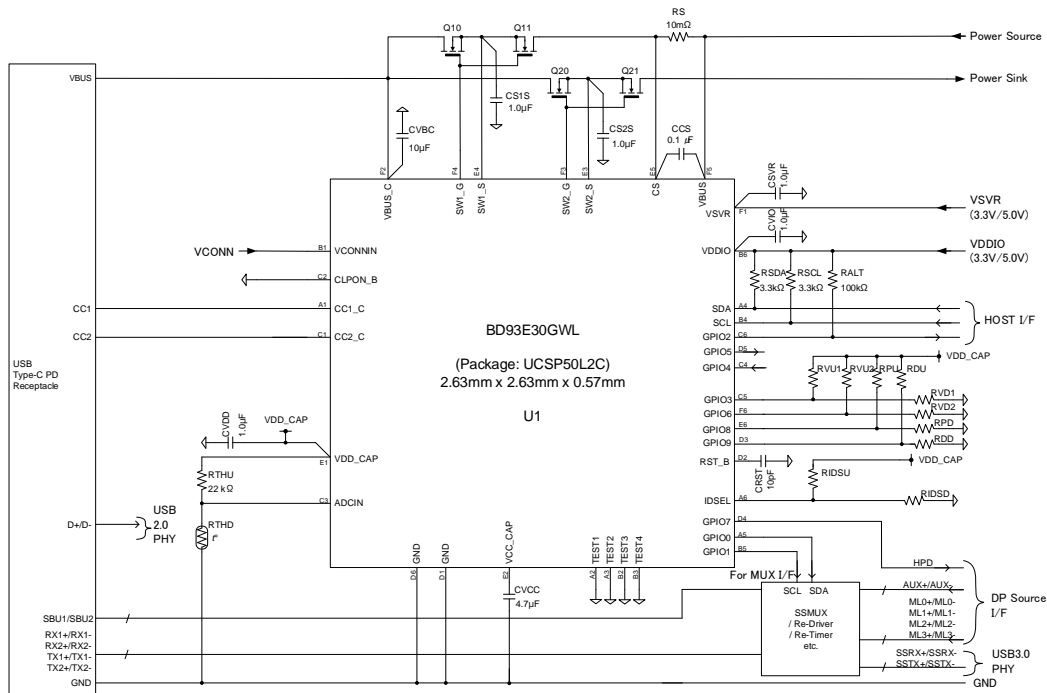 RS
10mΩ
Q10
Q11
Power Source
VBUS
Q20
Q21
Power Sink
CS1S
1.0μF
CVBC
10μF
CS2S
1.0μF
CCS
0.1 μF
F2
F4
E4
F3
E3
E5
F5
VBUS_C
SW1_G
SW1_S
SW2_G
SW2_S
CS
VBUS
CSVR
1.0μF
VSVR
F1
VSVR
(3.3V/5.0V)
CVIO
1.0μF
VDDIO
B6
VDDIO
(3.3V/5.0V)
VCONN
B1
VCONNIN
C2
CLPON_B
RSDA
3.3kΩ
RSCL
3.3kΩ
RALT
100kΩ
CC1
A1
CC1_C
CC2
C1
CC2_C
SDA
A4
SCL
B4
GPIO2
C6
HOST I/F
GPIO5
D5
GPIO4
C4
VDD_CAP
BD93E30GWL
(Package: UCSP50L2C)
2.63mm x 2.63mm x 0.57mm
U1
USB
Type-C PD
Receptacle
RVU1
RVU2
RPU
RDU
GPIO3
C5
RVD1
GPIO6
F6
RVD2
GPIO8
E6
RPD
GPIO9
D3
RDD
CVDD
1.0μF
VDD_CAP
VDD_CAP
E1
RTHU
22kΩ
ADCIN
C3
RTHD
t°
RST_B
D2
CRST
10pF
VDD_CAP
RIDSU
IDSEL
A6
RIDSD
D+/D-
USB
2.0
PHY
GPIO7
D4
GPIO0
A5
GPIO1
B5
GND
GND
VCC_CAP
TEST1
TEST2
TEST3
TEST4
D6
D1
E2
A2
A3
B2
B3
CVCC
4.7μF
For MUX I/F
SCL SDA
SSMUX
/ Re-Driver
/ Re-Timer
etc.
HPD
AUX+/AUX-
ML0+/ML0-
ML1+/ML1-
ML2+/ML2-
ML3+/ML3-
DP Source
I/F
SBU1/SBU2
RX1+/RX1-
RX2+/RX2-
TX1+/TX1-
TX2+/TX2-
SSRX+/SSRX-
SSTX+/SSTX-
USB3.0
PHY
GND
GND